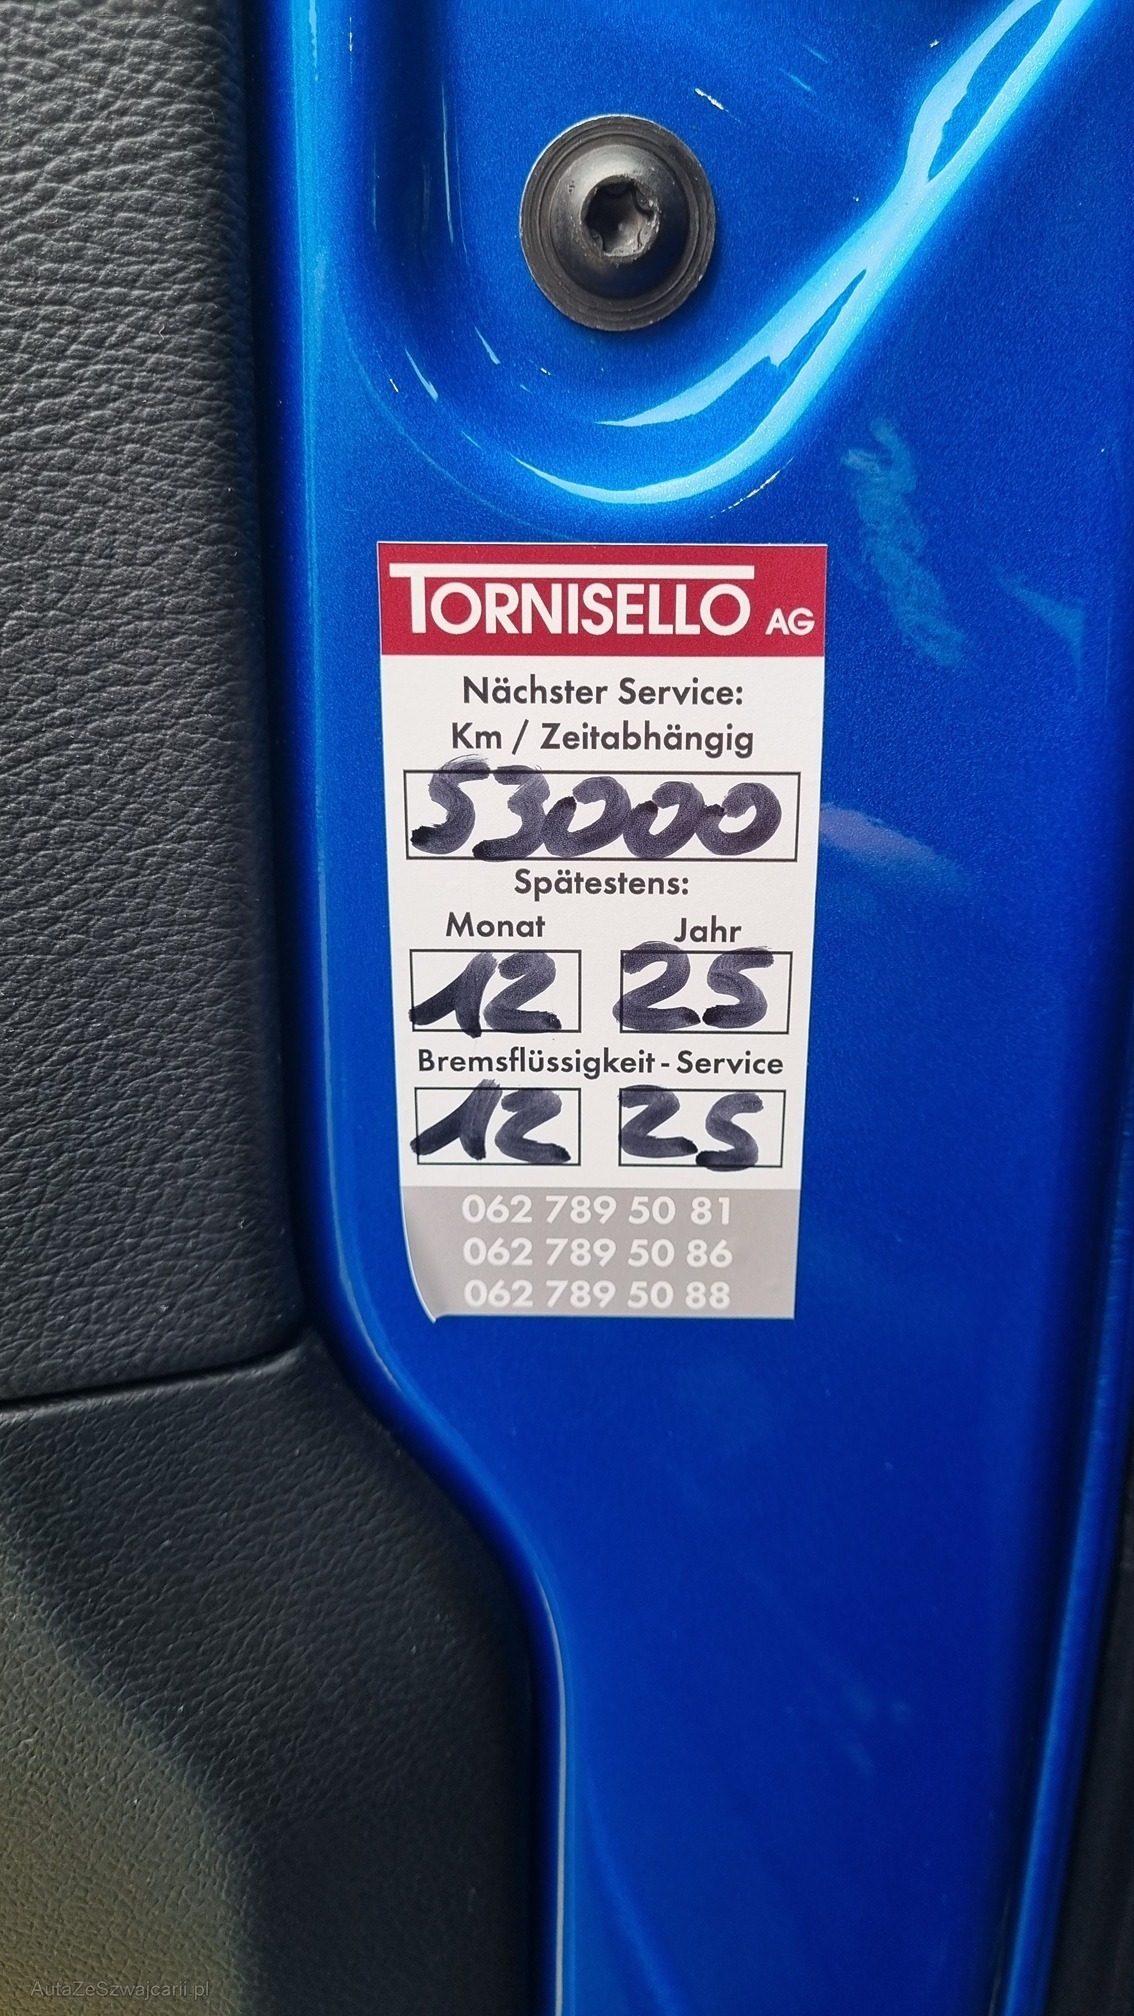 TORNISELLO AG
Nächster Service:
Km / Zeitabhängig
53000
Spätestens:
Monat Jahr
12 25
Bremsflüssigkeit - Service
12 25
062 789 50 81
062 789 50 86
062 789 50 88
AutaZeSzwajcarii.pl